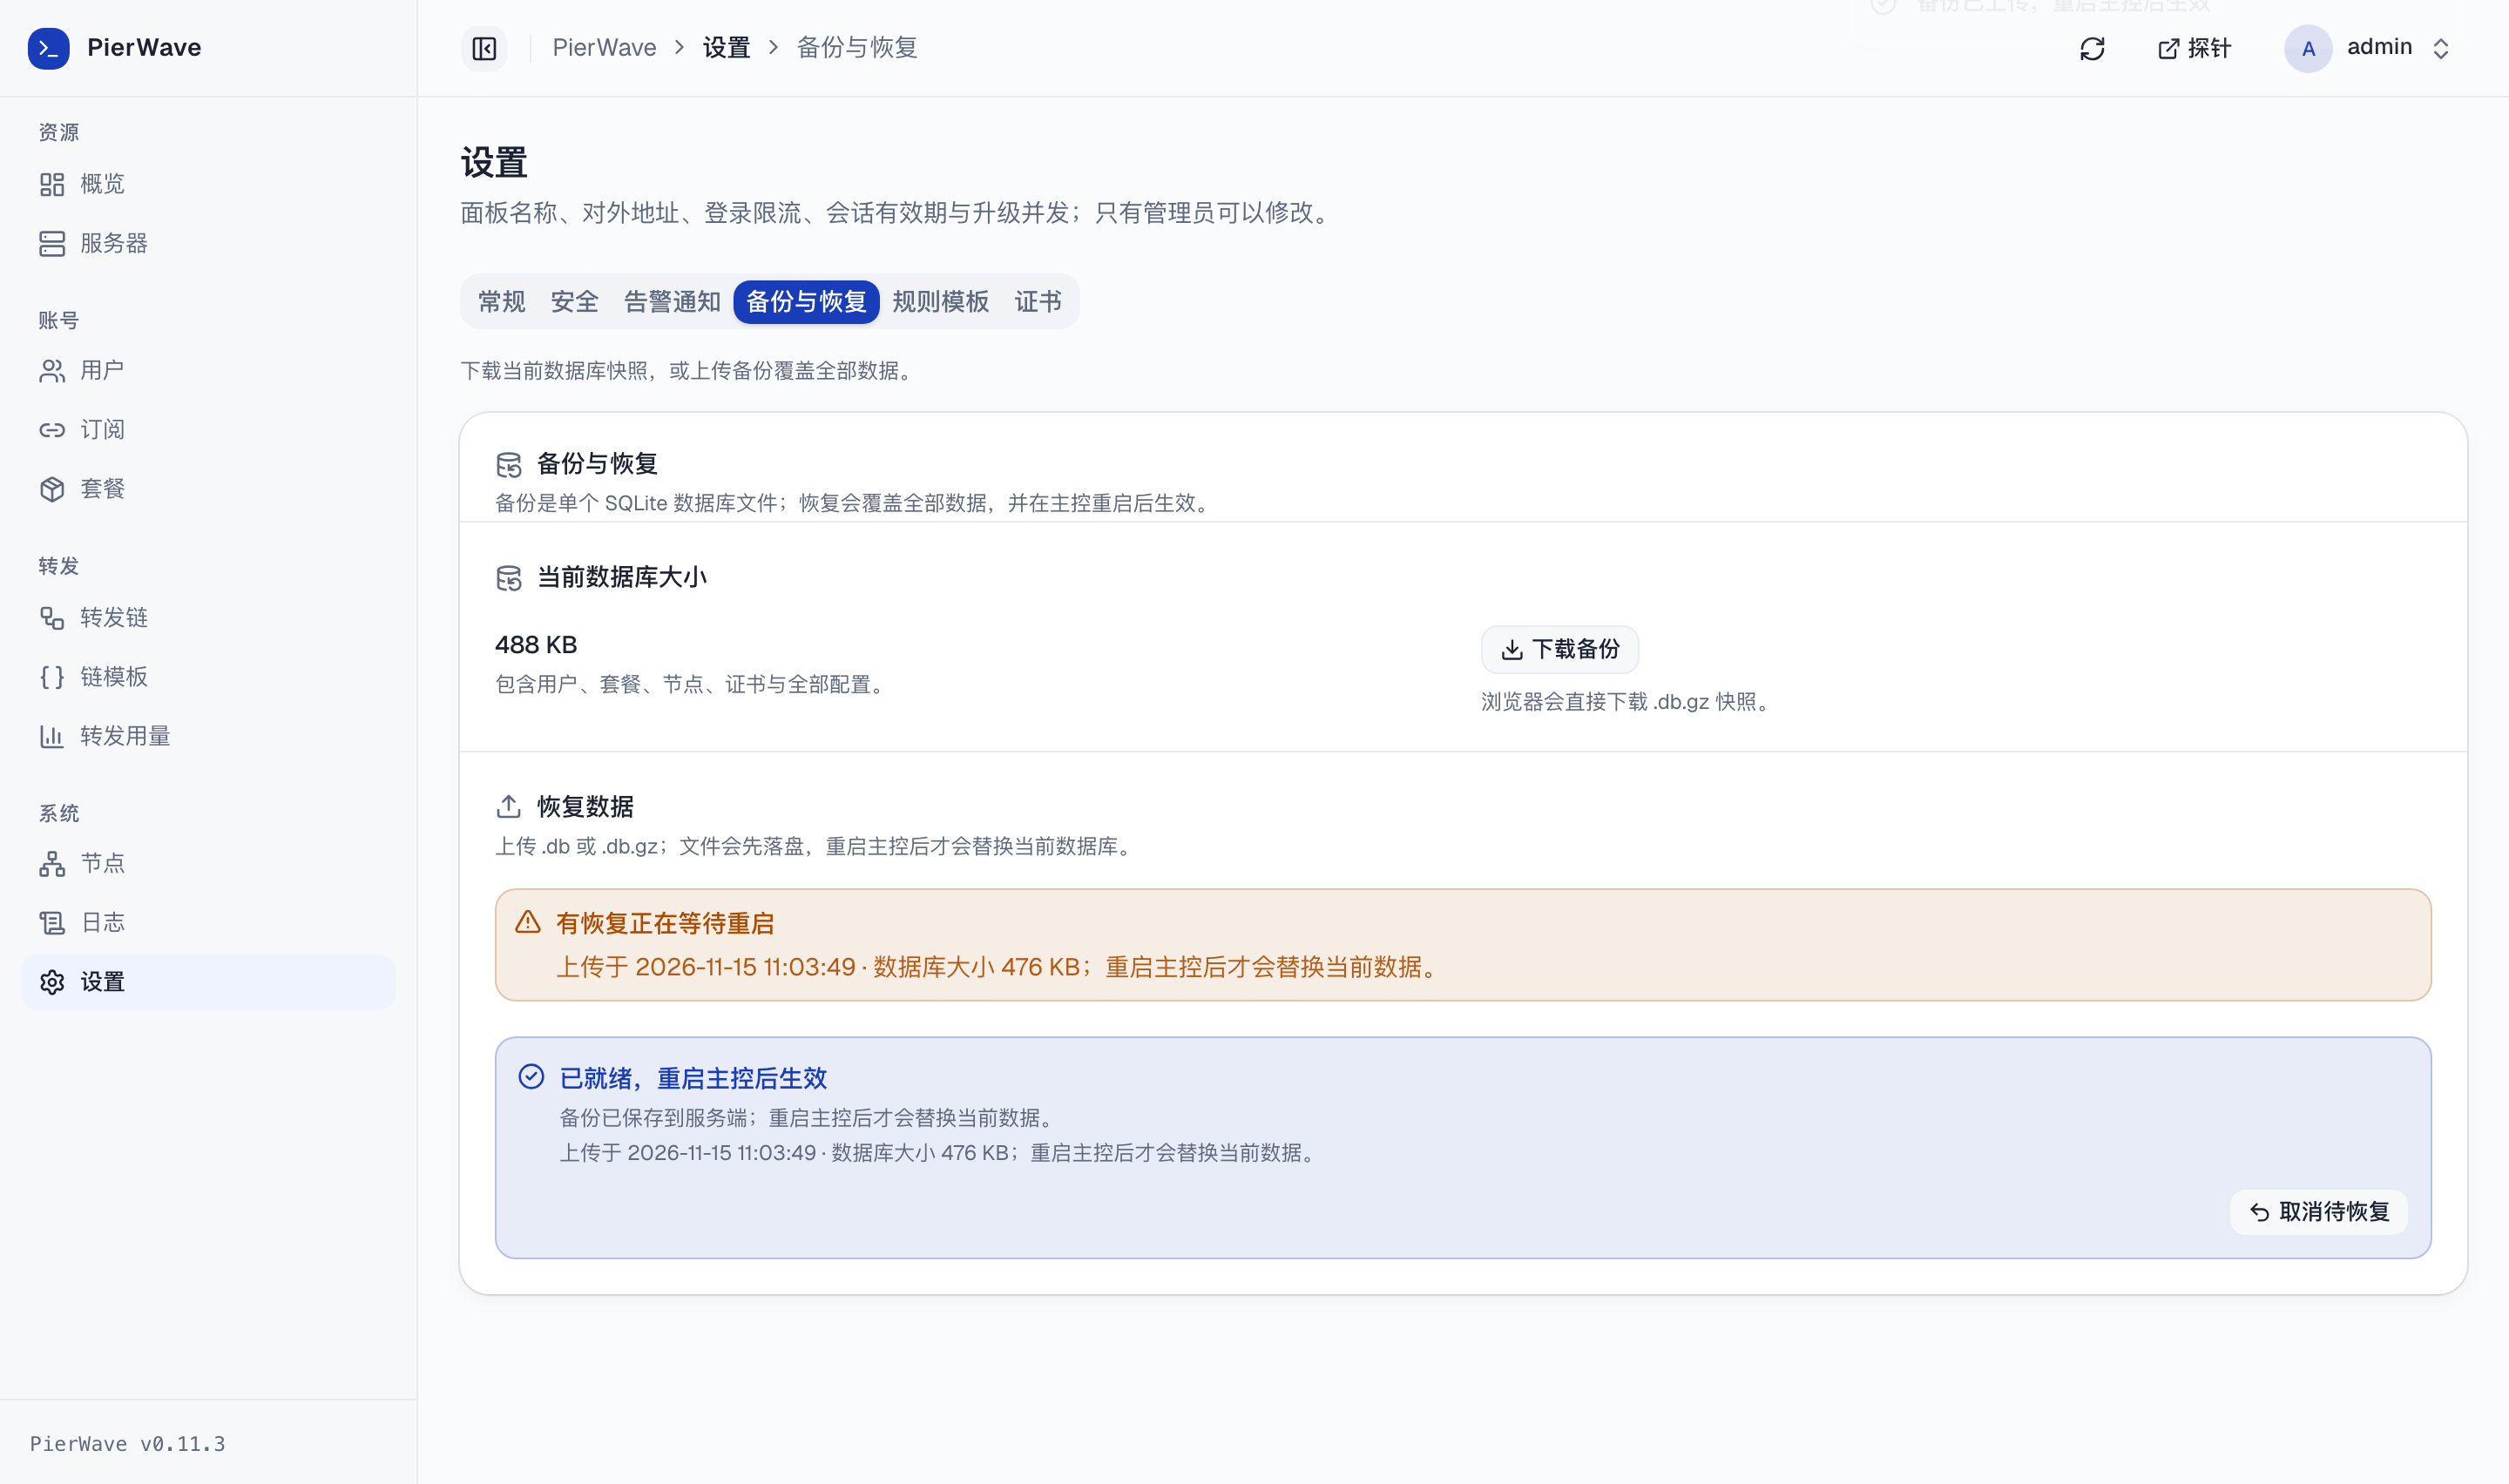 PierWave
PierWave > 设置 > 备份与恢复
探针
A
admin
资源
概览
服务器
账号
用户
订阅
套餐
转发
转发链
链模板
转发用量
系统
节点
日志
设置
PierWave v0.11.3
设置
面板名称、对外地址、登录限流、会话有效期与升级并发；只有管理员可以修改。
常规 安全 告警通知 备份与恢复 规则模板 证书
下载当前数据库快照，或上传备份覆盖全部数据。
备份与恢复
备份是单个 SQLite 数据库文件；恢复会覆盖全部数据，并在主控重启后生效。
当前数据库大小
488 KB
包含用户、套餐、节点、证书与全部配置。
下载备份
浏览器会直接下载 .db.gz 快照。
恢复数据
上传 .db 或 .db.gz；文件会先落盘，重启主控后才会替换当前数据库。
有恢复正在等待重启
上传于 2026-11-15 11:03:49 · 数据库大小 476 KB；重启主控后才会替换当前数据。
已就绪，重启主控后生效
备份已保存到服务端；重启主控后才会替换当前数据。
上传于 2026-11-15 11:03:49 · 数据库大小 476 KB；重启主控后才会替换当前数据。
取消待恢复